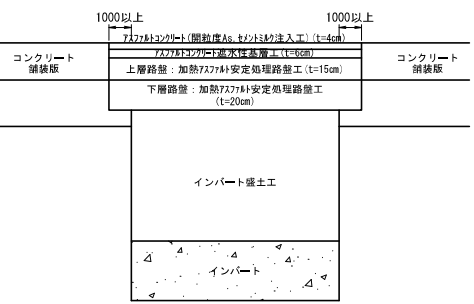 1000以上
1000以上
アスファルトコンクリート(開粒度As､セメントミルク注入工)(t=4cm)
アスファルトコンクリート遮水性基層工(t=6cm)
コンクリート
舗装版
上層路盤：加熱アスファルト安定処理路盤工(t=15cm)
コンクリート
舗装版
下層路盤：加熱アスファルト安定処理路盤工
(t=20cm)
インバート盛土工
インバート